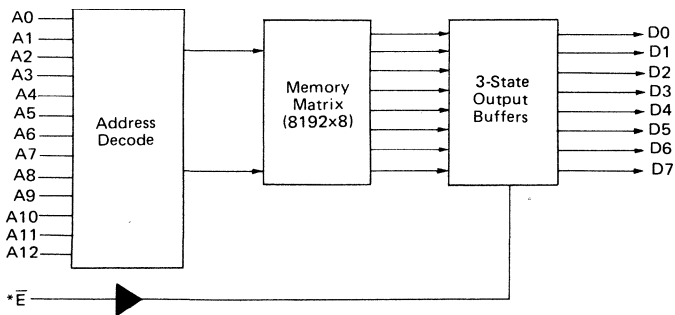 A0
A1
A2
A3
A4
A5
A6
A7
A8
A9
A10
A11
A12
*E̅
Address
Decode
Memory
Matrix
(8192x8)
3-State
Output
Buffers
D0
D1
D2
D3
D4
D5
D6
D7